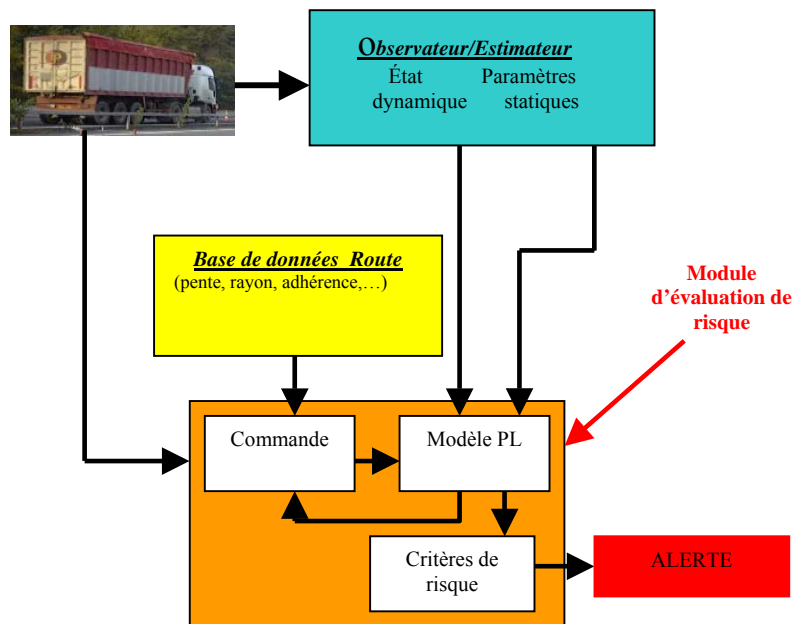 Observateur/Estimateur
État Paramètres
dynamique statiques
Base de données Route
(pente, rayon, adhérence,…)
Module
d'évaluation de
risque
Commande
Modèle PL
Critères de
risque
ALERTE